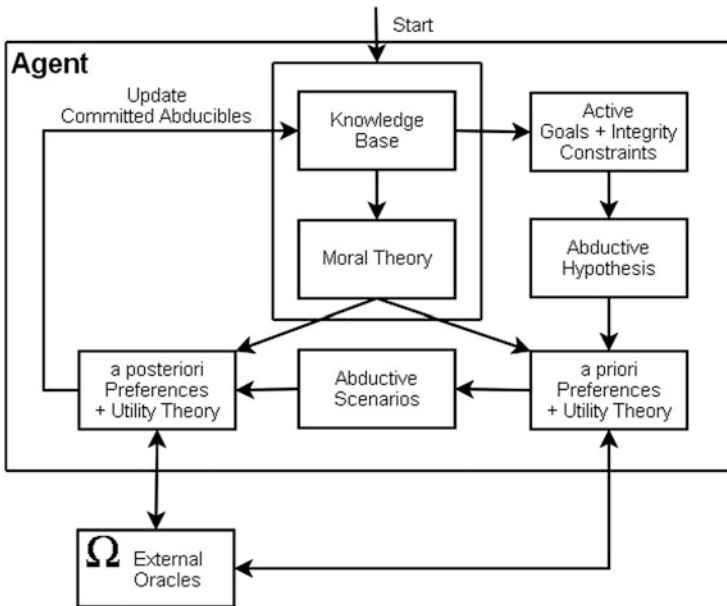 Start
Agent
Update
Committed Abducibles
Knowledge
Base
Active
Goals + Integrity
Constraints
Moral Theory
Abductive
Hypothesis
a posteriori
Preferences
+ Utility Theory
Abductive
Scenarios
a priori
Preferences
+ Utility Theory
Ω
External
Oracles